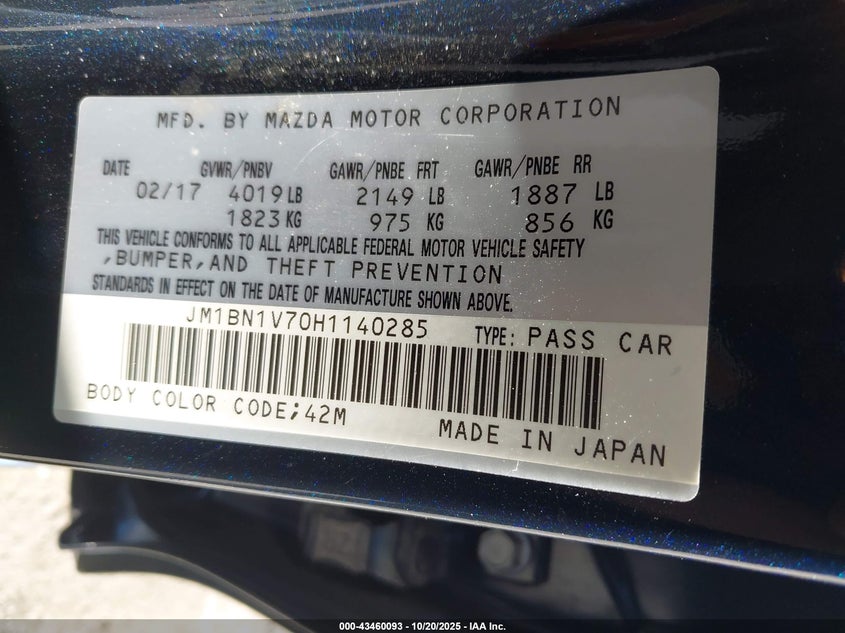 MFD. BY MAZDA MOTOR CORPORATION
DATE GVWR/PNBV GAWR/PNBE FRT GAWR/PNBE RR
02/17 4019 LB 2149 LB 1887 LB
1823 KG 975 KG 856 KG
THIS VEHICLE CONFORMS TO ALL APPLICABLE FEDERAL MOTOR VEHICLE SAFETY
,BUMPER,AND THEFT PREVENTION
STANDARDS IN EFFECT ON THE DATE OF MANUFACTURE SHOWN ABOVE.
JM1BN1V70H1140285 TYPE: PASS CAR
BODY COLOR CODE;42M
MADE IN JAPAN
000-43460093 - 10/20/2025 - IAA Inc.